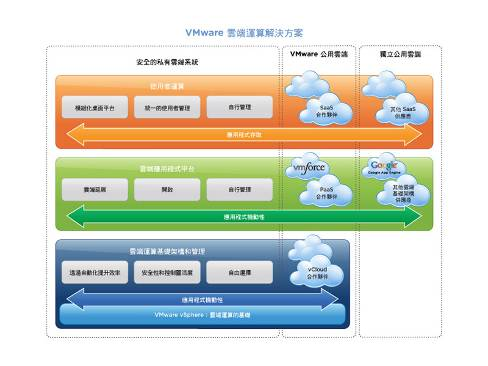 VMware 雲端運算解決方案
安全的私有雲端系統
VMware 公用雲端
獨立公用雲端
使用者運算
模組化桌面平台
統一的使用者管理
自行管理
SaaS
合作夥伴
其他 SaaS
供應商
應用程式存取
雲端應用程式平台
雲端延展
開放
自行管理
vmforce
PaaS
合作夥伴
Google
Google App Engine
其他雲端
基礎架構
供應商
應用程式機動性
雲端運算基礎架構和管理
透過自動化提升效率
安全性和控制靈活度
自由選擇
vCloud
合作夥伴
應用程式機動性
VMware vSphere：雲端運算的基礎